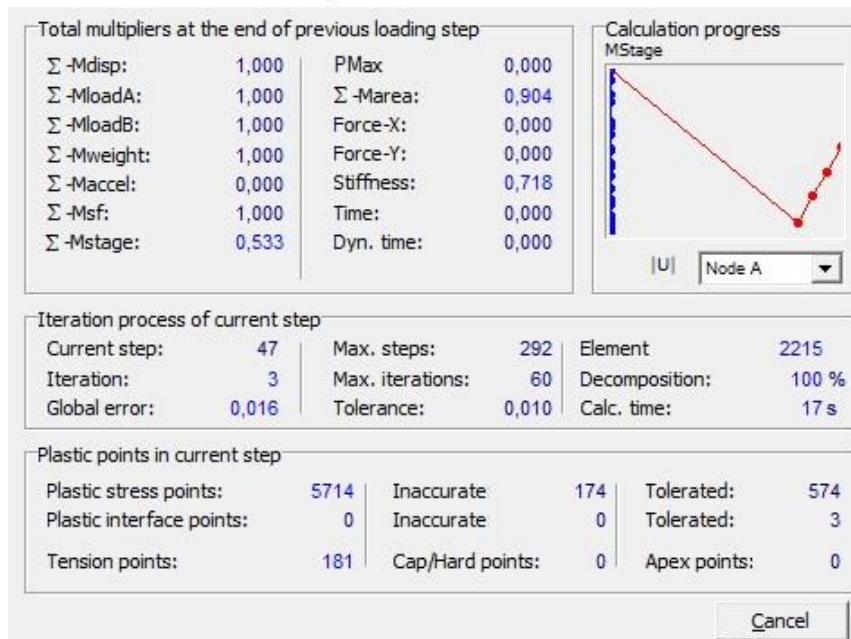 Total multipliers at the end of previous loading step
Σ -Mdisp: 1,000 PMax 0,000
Σ -MloadA: 1,000 Σ -Marea: 0,904
Σ -MloadB: 1,000 Force-X: 0,000
Σ -Mweight: 1,000 Force-Y: 0,000
Σ -Maccel: 0,000 Stiffness: 0,718
Σ -Msf: 1,000 Time: 0,000
Σ -Mstage: 0,533 Dyn. time: 0,000
Calculation progress
MStage
|U| Node A
Iteration process of current step
Current step: 47 Max. steps: 292 Element 2215
Iteration: 3 Max. iterations: 60 Decomposition: 100 %
Global error: 0,016 Tolerance: 0,010 Calc. time: 17 s
Plastic points in current step
Plastic stress points: 5714 Inaccurate 174 Tolerated: 574
Plastic interface points: 0 Inaccurate 0 Tolerated: 3
Tension points: 181 Cap/Hard points: 0 Apex points: 0
Cancel